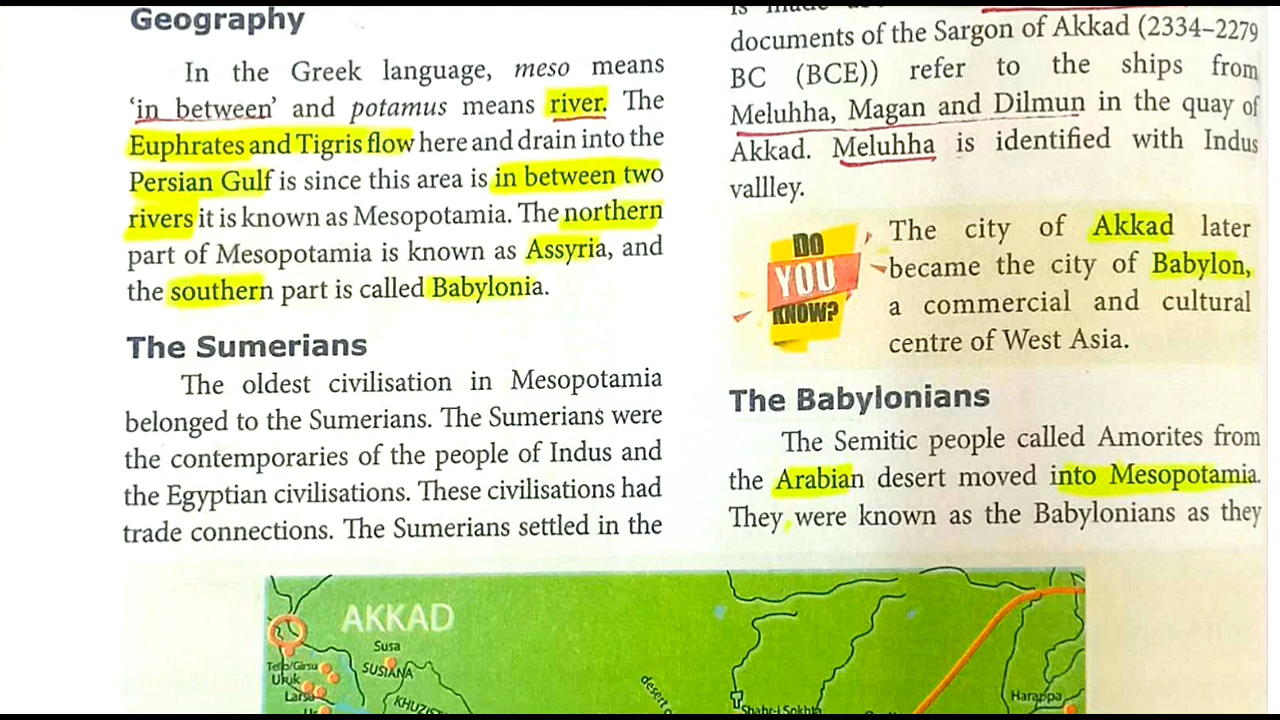 Geography
In the Greek language, meso means
‘in between’ and potamus means river. The
Euphrates and Tigris flow here and drain into the
Persian Gulf is since this area is in between two
rivers it is known as Mesopotamia. The northern
part of Mesopotamia is known as Assyria, and
the southern part is called Babylonia.
The Sumerians
The oldest civilisation in Mesopotamia
belonged to the Sumerians. The Sumerians were
the contemporaries of the people of Indus and
the Egyptian civilisations. These civilisations had
trade connections. The Sumerians settled in the
is made
documents of the Sargon of Akkad (2334–2279
BC (BCE)) refer to the ships from
Meluhha, Magan and Dilmun in the quay of
Akkad. Meluhha is identified with Indus
vallley.
DO
YOU
KNOW?
The city of Akkad later
became the city of Babylon,
a commercial and cultural
centre of West Asia.
The Babylonians
The Semitic people called Amorites from
the Arabian desert moved into Mesopotamia.
They were known as the Babylonians as they
AKKAD
Susa
SUSIANA
Tello/Girsu
Uruk
Larsa
desert
Harappa